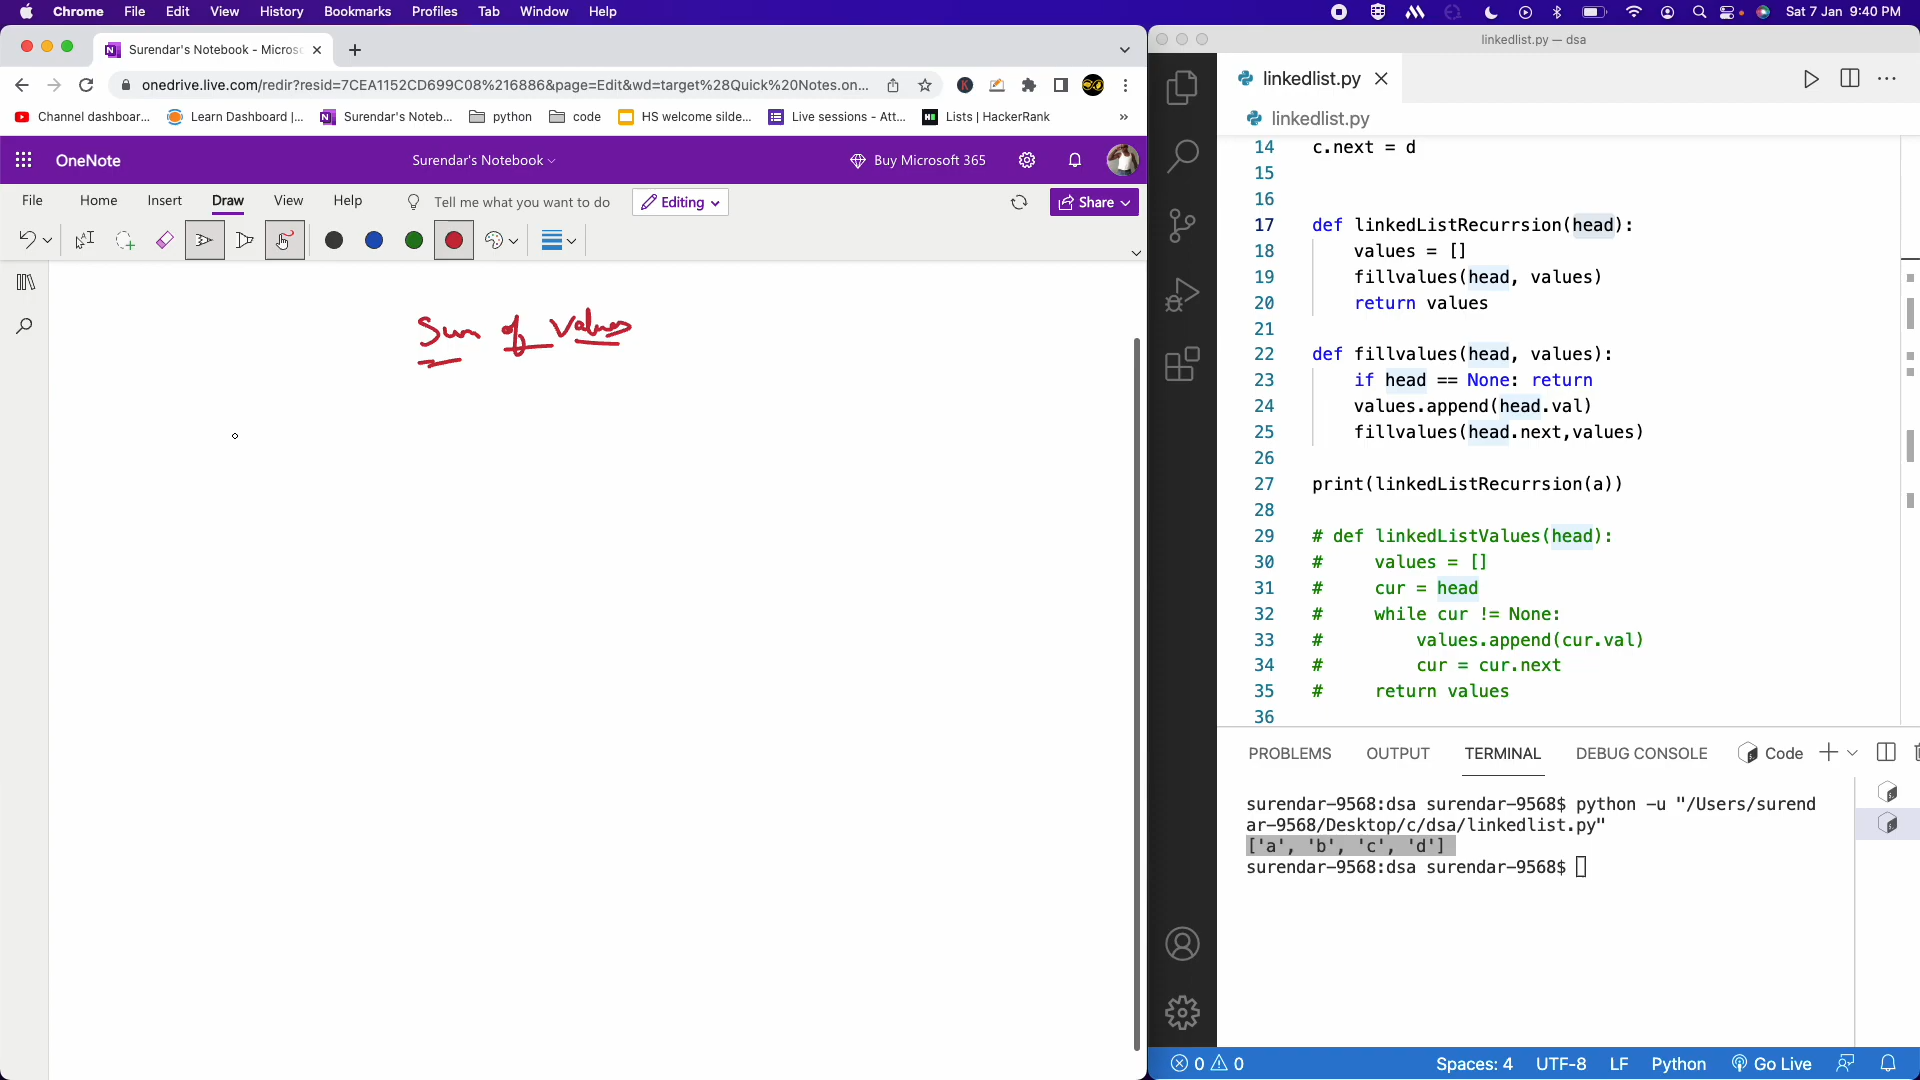 Chrome File Edit View History Bookmarks Profiles Tab Window Help
Sat 7 Jan 9:40 PM
Surendar's Notebook - Micros
onedrive.live.com/redir?resid=7CEA1152CD699C08%216886&page=Edit&wd=target%28Quick%20Notes.on...
Channel dashboar... Learn Dashboard |... Surendar's Noteb... python code HS welcome silde... Live sessions - Att... Lists | HackerRank »
OneNote Surendar's Notebook Buy Microsoft 365
File Home Insert Draw View Help Tell me what you want to do Editing Share
Sum of values
linkedlist.py — dsa
linkedlist.py
linkedlist.py
14 c.next = d
15
16
17 def linkedListRecurrsion(head):
18 values = []
19 fillvalues(head, values)
20 return values
21
22 def fillvalues(head, values):
23 if head == None: return
24 values.append(head.val)
25 fillvalues(head.next,values)
26
27 print(linkedListRecurrsion(a))
28
29 # def linkedListValues(head):
30 # values = []
31 # cur = head
32 # while cur != None:
33 # values.append(cur.val)
34 # cur = cur.next
35 # return values
36
PROBLEMS OUTPUT TERMINAL DEBUG CONSOLE Code
surendar-9568:dsa surendar-9568$ python -u "/Users/surend
ar-9568/Desktop/c/dsa/linkedlist.py"
['a', 'b', 'c', 'd']
surendar-9568:dsa surendar-9568$
0 0 Spaces: 4 UTF-8 LF Python Go Live